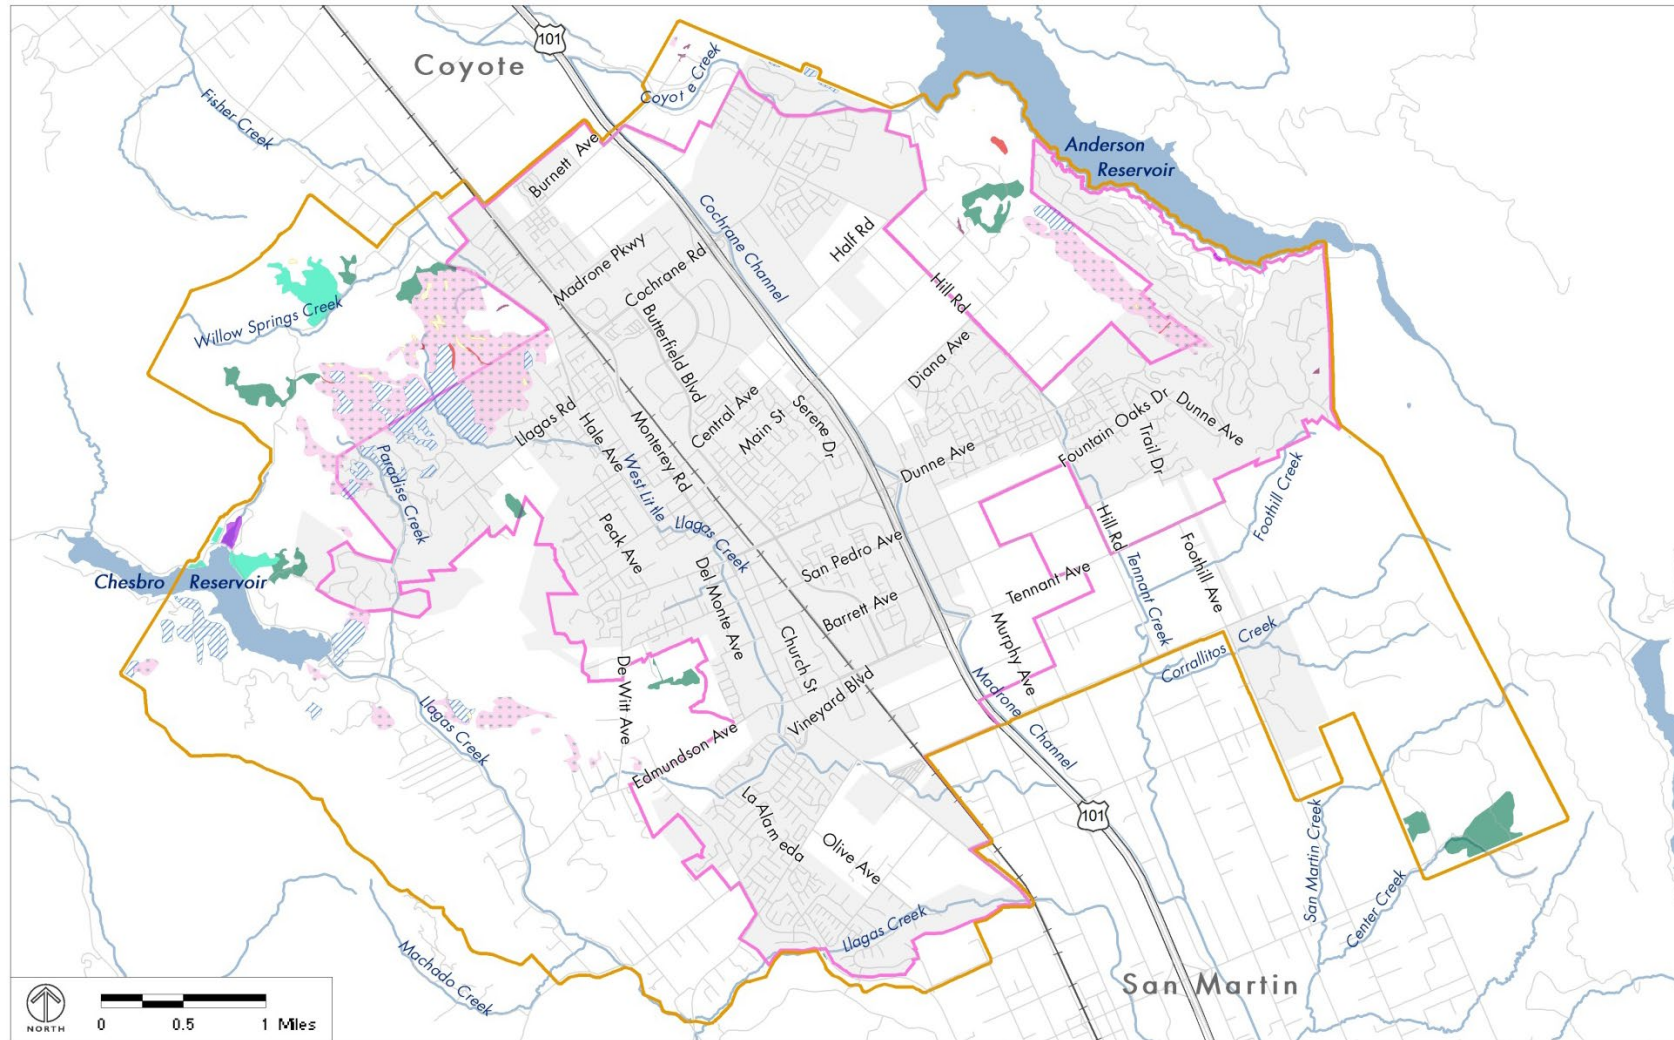 101
Coyote
Coyote Creek
Fisher Creek
Burnett Ave
Anderson
Reservoir
Cochrane Channel
Half Rd
Madrone Pkwy
Cochrane Rd
Hill Rd
Willow Springs Creek
Butterfield Blvd
Diana Ave
Central Ave
Main St
Serene Dr
Llagas Rd
Hale Ave
Monterey Rd
Fountain Oaks Dr
Dunne Ave
Trail Dr
Dunne Ave
Paradise Creek
West Little
Llagas Creek
Foothill Creek
Peak Ave
San Pedro Ave
Hill Rd
Foothill Ave
Chesbro Reservoir
Del Monte Ave
Tennant Ave
Tennant Creek
Barrett Ave
Church St
Murphy Ave
Corrallitos Creek
De Witt Ave
Vineyard Blvd
Madrone Channel
Llagas Creek
Edmundson Ave
La Alameda
Olive Ave
101
San Martin Creek
Center Creek
Llagas Creek
Machado Creek
San Martin
NORTH
0 0.5 1 Miles